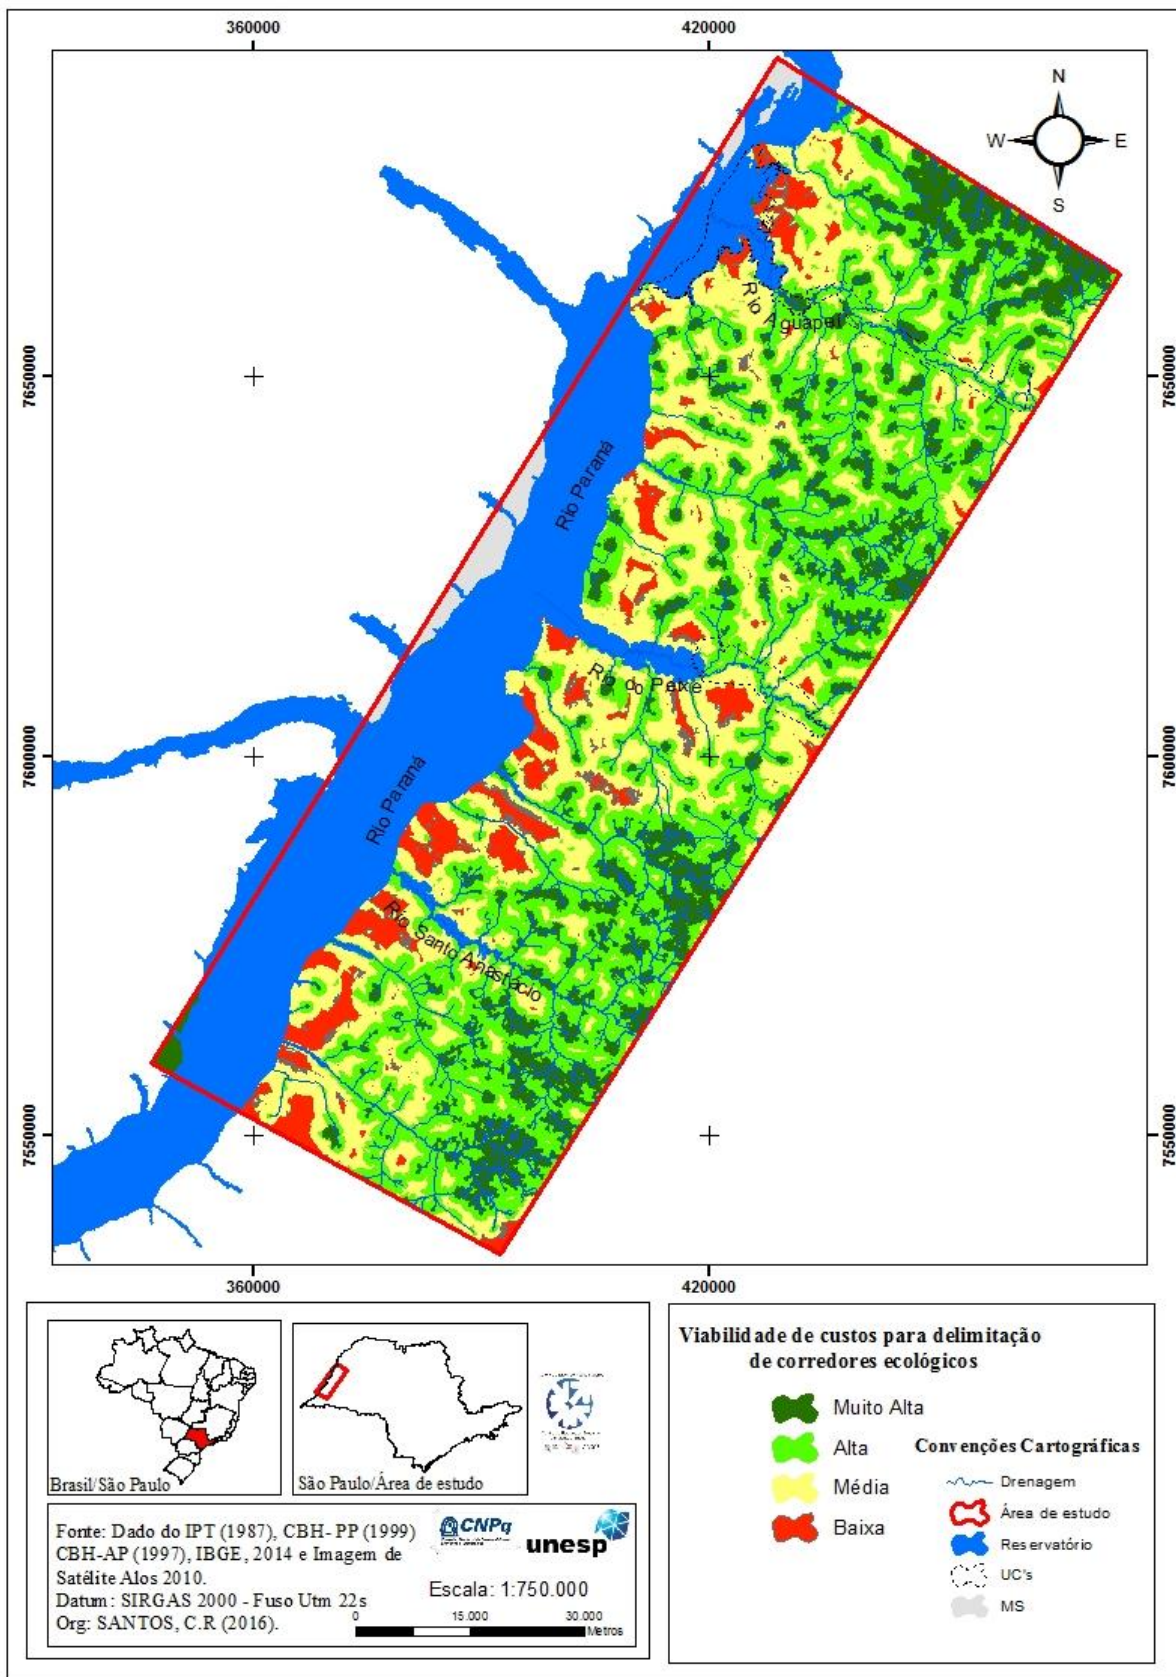 360000
420000
N
W
E
S
Rio Aguapeí
7650000
7650000
Rio Paraná
Rio do Peixe
7600000
7600000
Rio Paraná
Rio Santo Anastácio
7550000
7550000
360000
420000
Brasil/São Paulo
São Paulo/Área de estudo
Fonte: Dado do IPT (1987), CBH- PP (1999)
CBH-AP (1997), IBGE, 2014 e Imagem de
Satélite Alos 2010.
Datum: SIRGAS 2000 - Fuso Utm 22s
Org: SANTOS, C.R (2016).
CNPq
unesp
Escala: 1:750.000
0 15.000 30.000
Metros
Viabilidade de custos para delimitação
de corredores ecológicos
Muito Alta
Alta
Média
Baixa
Convenções Cartográficas
Drenagem
Área de estudo
Reservatório
UC's
MS